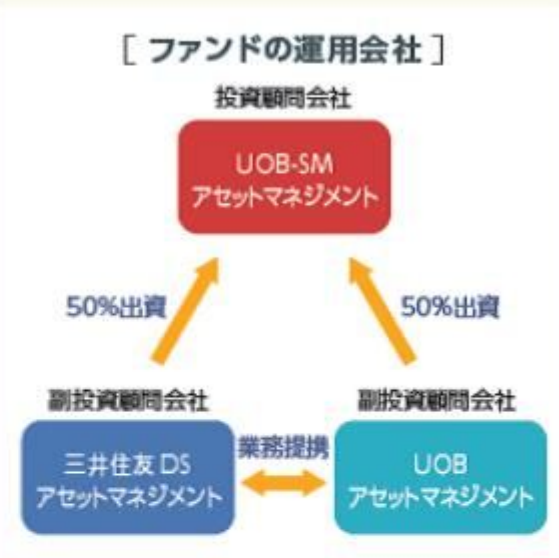 [ ファンドの運用会社 ]
投資顧問会社
UOB-SM
アセットマネジメント
50%出資
50%出資
副投資顧問会社
副投資顧問会社
三井住友 DS
アセットマネジメント
業務提携
UOB
アセットマネジメント